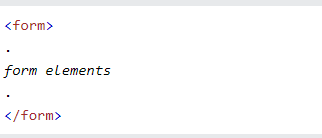 <form>
.
form elements
.
</form>